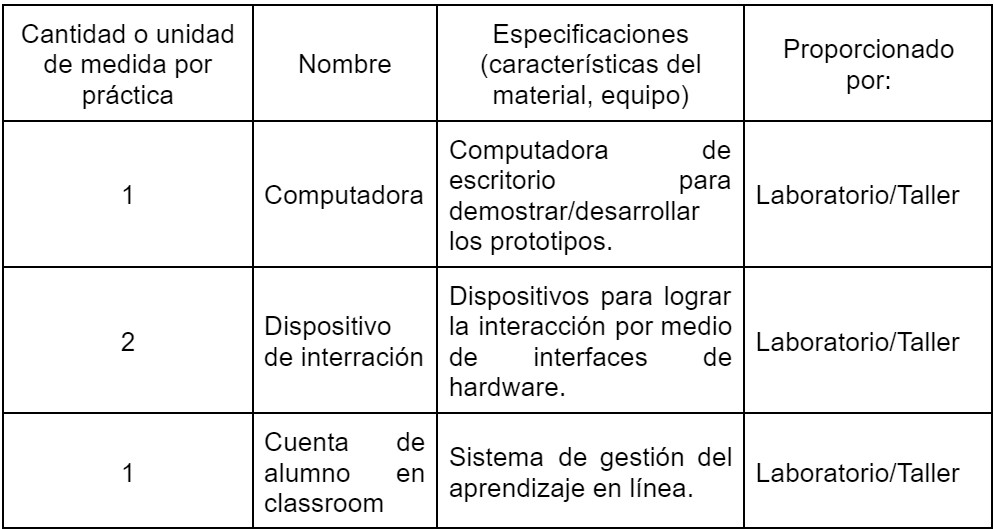 Cantidad o unidad
de medida por
práctica
Nombre
Especificaciones
(características del
material, equipo)
Proporcionado
por:
1
Computadora
Computadora de
escritorio para
demostrar/desarrollar
los prototipos.
Laboratorio/Taller
2
Dispositivo
de interración
Dispositivos para lograr
la interacción por medio
de interfaces de
hardware.
Laboratorio/Taller
1
Cuenta de
alumno en
classroom
Sistema de gestión del
aprendizaje en línea.
Laboratorio/Taller